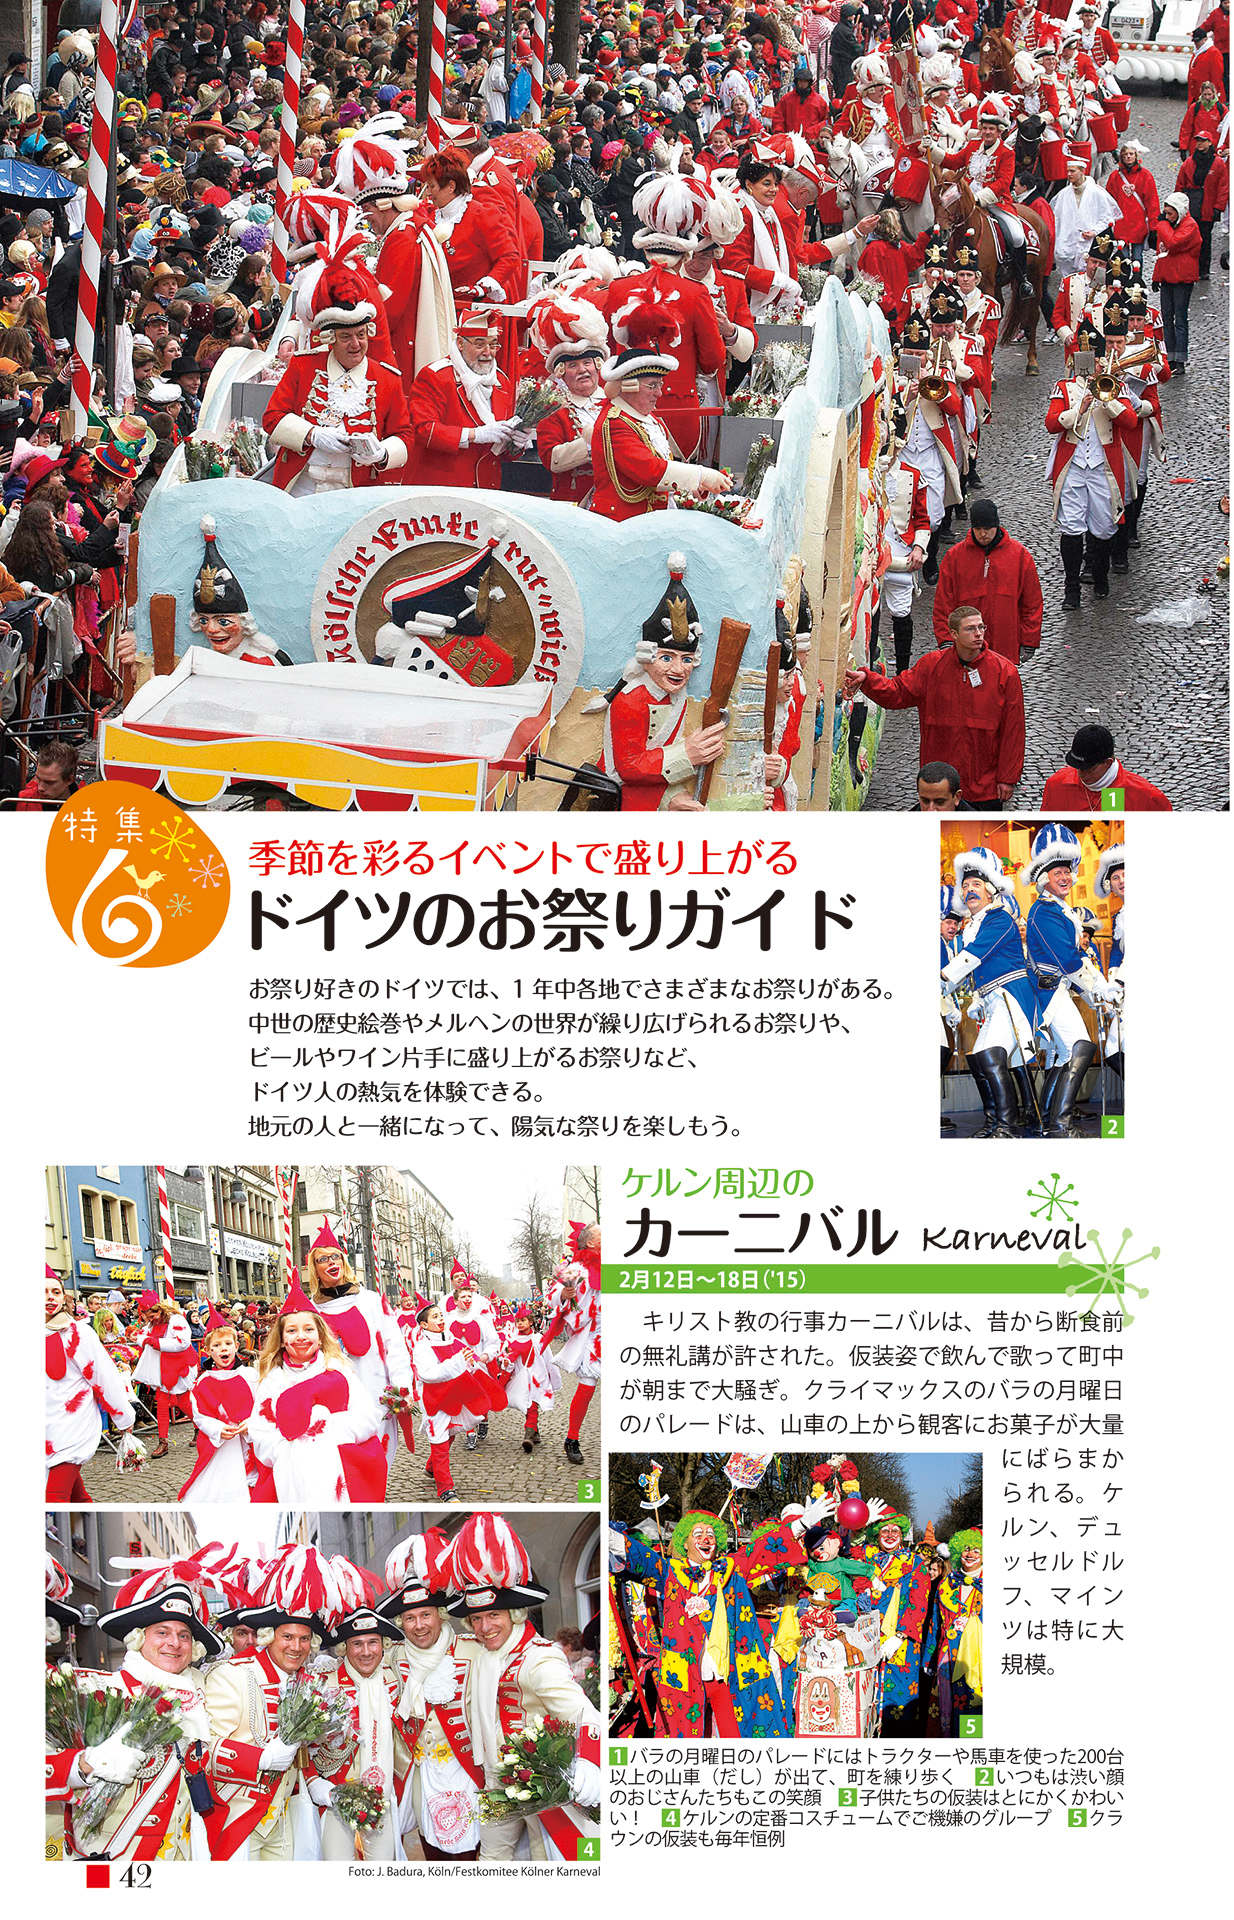 K 0423
Kölsche Funke rut-wieß
1
特集
6
季節を彩るイベントで盛り上がる
ドイツのお祭りガイド
お祭り好きのドイツでは、1年中各地でさまざまなお祭りがある。
中世の歴史絵巻やメルヘンの世界が繰り広げられるお祭りや、
ビールやワイン片手に盛り上がるお祭りなど、
ドイツ人の熱気を体験できる。
地元の人と一緒になって、陽気な祭りを楽しもう。
2
ケルン周辺の
カーニバル Karneval
2月12日〜18日('15)
キリスト教の行事カーニバルは、昔から断食前
の無礼講が許された。仮装姿で飲んで歌って町中
が朝まで大騒ぎ。クライマックスのバラの月曜日
のパレードは、山車の上から観客にお菓子が大量
にばらまか
られる。ケ
ルン、デュ
ッセルドル
フ、マイン
ツは特に大
規模。
3
4
5
1 バラの月曜日のパレードにはトラクターや馬車を使った200台
以上の山車（だし）が出て、町を練り歩く 2 いつもは渋い顔
のおじさんたちもこの笑顔 3 子供たちの仮装はとにかくかわい
い！ 4 ケルンの定番コスチュームでご機嫌のグループ 5 クラ
ウンの仮装も毎年恒例
Foto: J. Badura, Köln/Festkomitee Kölner Karneval
42